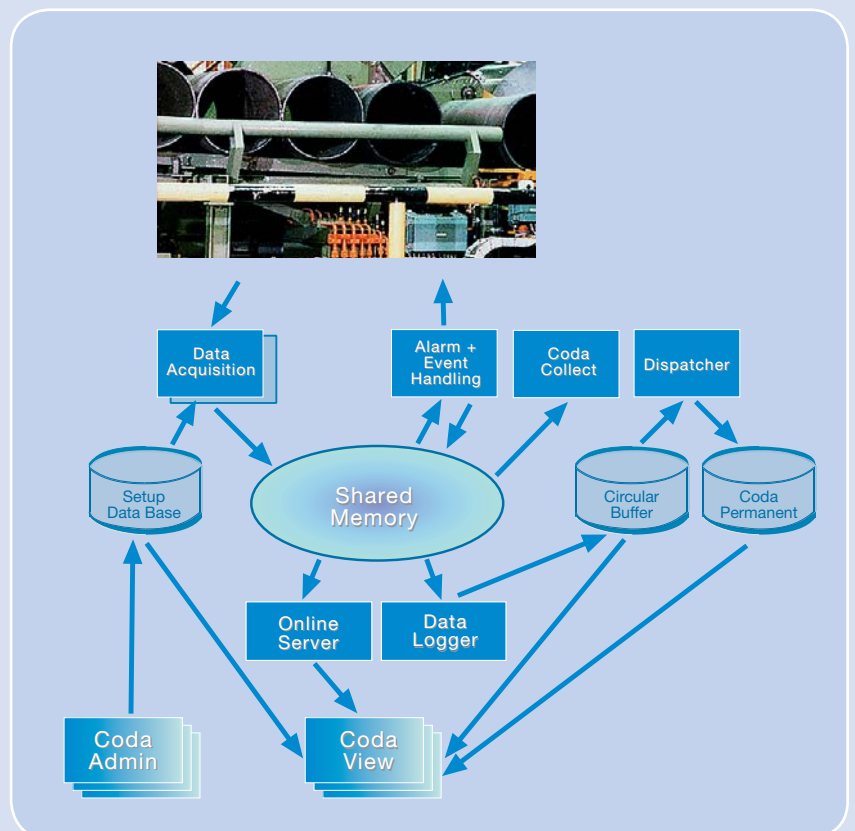 Data
Acquisition
Alarm +
Event
Handling
Coda
Collect
Dispatcher
Setup
Data Base
Shared
Memory
Circular
Buffer
Coda
Permanent
Online
Server
Data
Logger
Coda
Admin
Coda
View